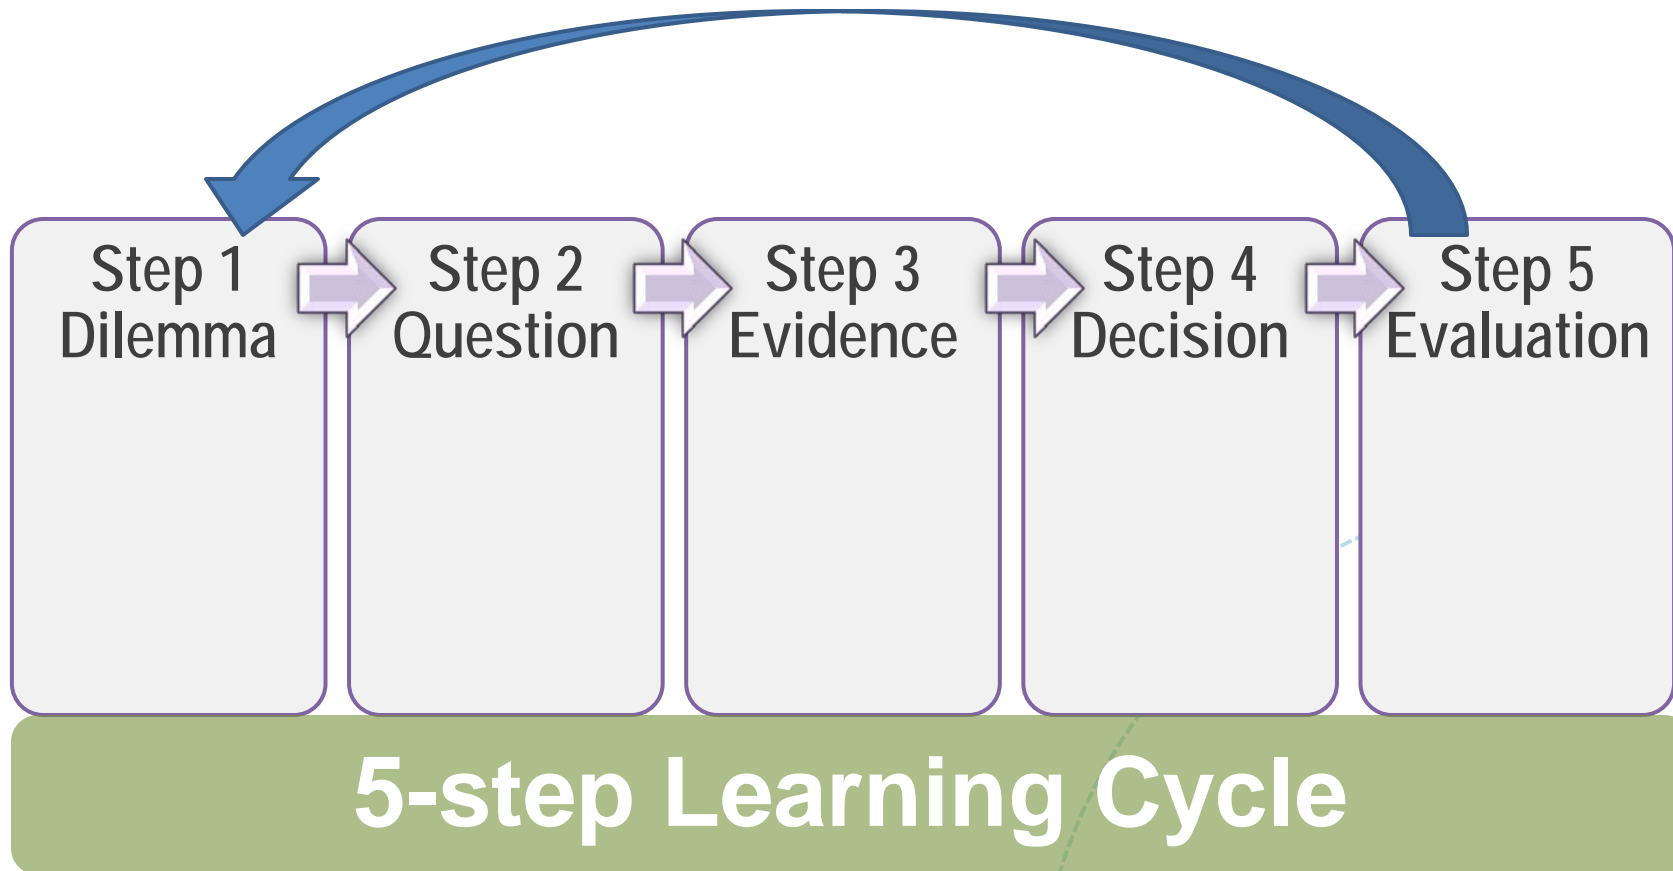 Step 1
Dilemma
Step 2
Question
Step 3
Evidence
Step 4
Decision
Step 5
Evaluation
5-step Learning Cycle